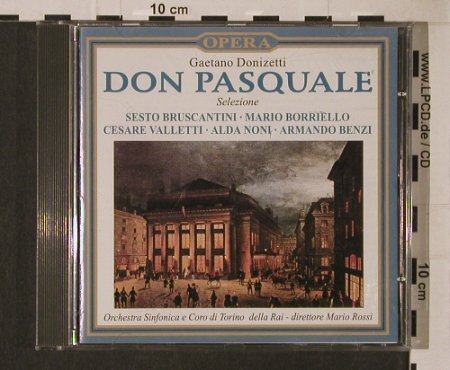 10 cm
OPERA
Gaetano Donizetti
DON PASQUALE
Selezione
SESTO BRUSCANTINI · MARIO BORRIELLO
CESARE VALLETTI · ALDA NONI · ARMANDO BENZI
Orchestra Sinfonica e Coro di Torino della Rai - direttore Mario Rossi
www.LPCD.de / CD
10 cm